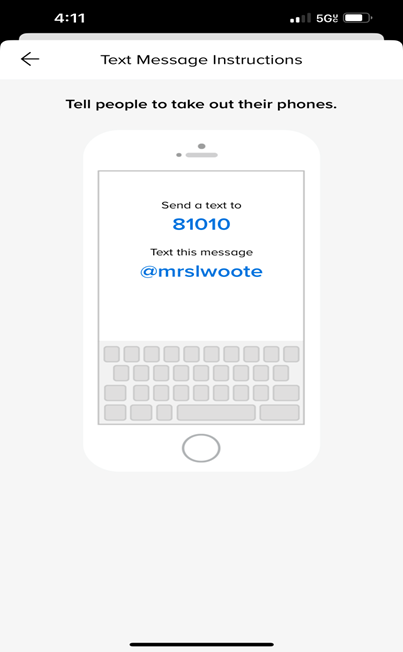 4:11
5G
Text Message Instructions
Tell people to take out their phones.
Send a text to
81010
Text this message
@mrslwoote